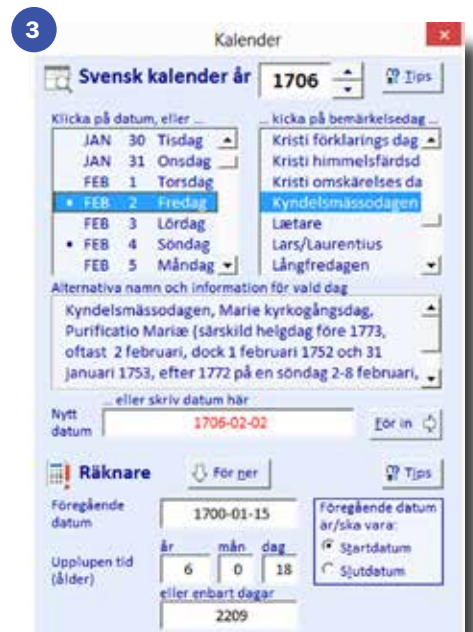 3
Kalender
Svensk kalender år 1706 Tips
Klicka på datum, eller ...
JAN 30 Tisdag
JAN 31 Onsdag
FEB 1 Torsdag
• FEB 2 Fredag
FEB 3 Lördag
• FEB 4 Söndag
FEB 5 Måndag
... kicka på bemärkelsedag ...
Kristi förklarings dag
Kristi himmelsfärdsd
Kristi omskärelses da
Kyndelsmässodagen
Lætare
Lars/Laurentius
Långfredagen
Alternativa namn och information för vald dag
Kyndelsmässodagen, Marie kyrkogångsdag,
Purificatio Mariæ (särskild helgdag före 1773,
oftast 2 februari, dock 1 februari 1752 och 31
januari 1753, efter 1772 på en söndag 2-8 februari,
... eller skriv datum här
Nytt
datum
1706-02-02
För in
Räknare
För ner
Tips
Föregående
datum
1700-01-15
Upplupen tid
(ålder)
år mån dag
6 0 18
eller enbart dagar
2209
Föregående datum
är/ska vara:
Startdatum
Slutdatum